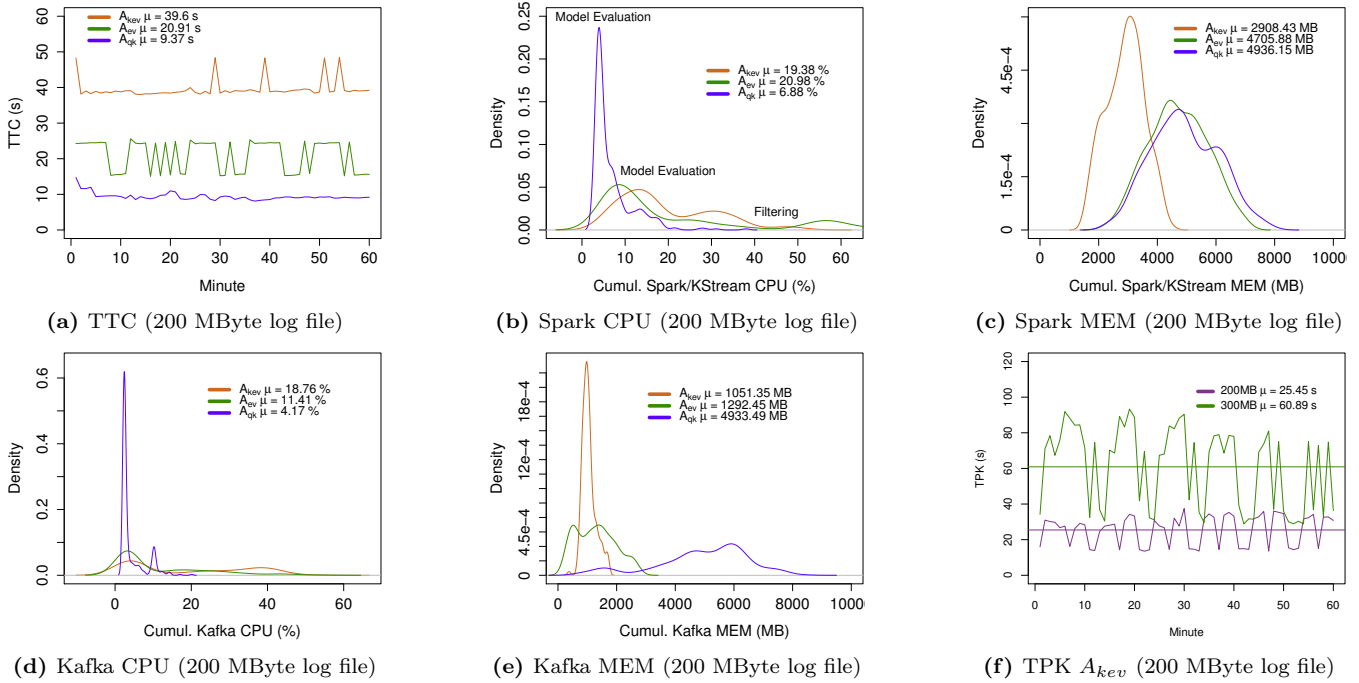 TTC (s)
0 10 20 30 40 50 60
A_kev μ = 39.6 s
A_ev μ = 20.91 s
A_qk μ = 9.37 s
0 10 20 30 40 50 60
Minute
(a) TTC (200 MByte log file)
Density
0.00 0.05 0.10 0.15 0.20 0.25
Model Evaluation
A_kev μ = 19.38 %
A_ev μ = 20.98 %
A_qk μ = 6.88 %
Model Evaluation
Filtering
0 10 20 30 40 50 60
Cumul. Spark/KStream CPU (%)
(b) Spark CPU (200 MByte log file)
Density
0 1.5e-4 4.5e-4
A_kev μ = 2908.43 MB
A_ev μ = 4705.88 MB
A_qk μ = 4936.15 MB
0 2000 4000 6000 8000 1000
Cumul. Spark/KStream MEM (MB)
(c) Spark MEM (200 MByte log file)
Density
0.0 0.2 0.4 0.6
A_kev μ = 18.76 %
A_ev μ = 11.41 %
A_qk μ = 4.17 %
0 20 40 60
Cumul. Kafka CPU (%)
(d) Kafka CPU (200 MByte log file)
Density
0 4.5e-4 12e-4 18e-4
A_kev μ = 1051.35 MB
A_ev μ = 1292.45 MB
A_qk μ = 4933.49 MB
0 2000 4000 6000 8000 1000
Cumul. Kafka MEM (MB)
(e) Kafka MEM (200 MByte log file)
TPK (s)
0 20 40 60 80 100 120
200MB μ = 25.45 s
300MB μ = 60.89 s
0 10 20 30 40 50 60
Minute
(f) TPK A_kev (200 MByte log file)